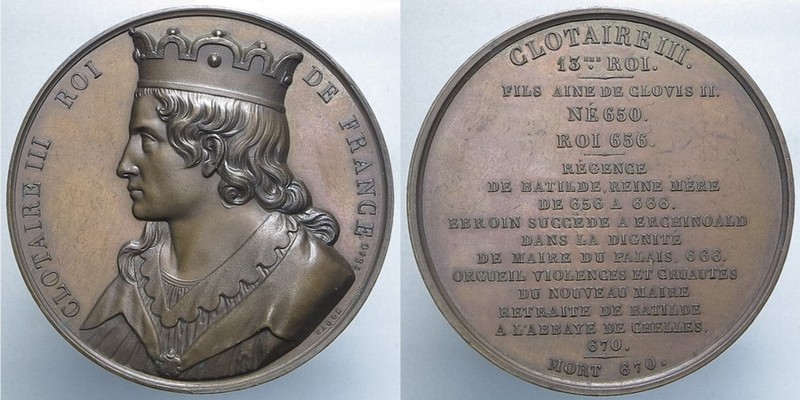 CLOTAIRE III ROI DE FRANCE
CAQUÉ
CLOTAIRE III.
13ME. ROI.
FILS AINE DE CLOVIS II.
NÉ 650.
ROI 656.
RÉGENCE
DE BATILDE, REINE MÈRE
DE 656 A 666.
EBROIN SUCCÈDE A ERCHINOALD
DANS LA DIGNITÉ
DE MAIRE DU PALAIS, 666.
ORGUEIL VIOLENCES ET CRUAUTÉS
DU NOUVEAU MAIRE
RETRAITE DE BATILDE
A L'ABBAYE DE CHELLES.
670.
MORT 670.